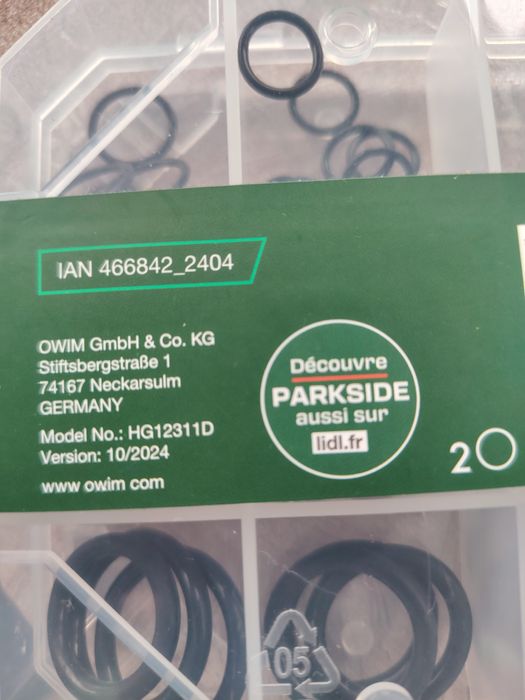 IAN 466842_2404
OWIM GmbH & Co. KG
Stiftsbergstraße 1
74167 Neckarsulm
GERMANY
Model No.: HG12311D
Version: 10/2024
www owim com
Découvre
PARKSIDE
aussi sur
lidl.fr
2
05